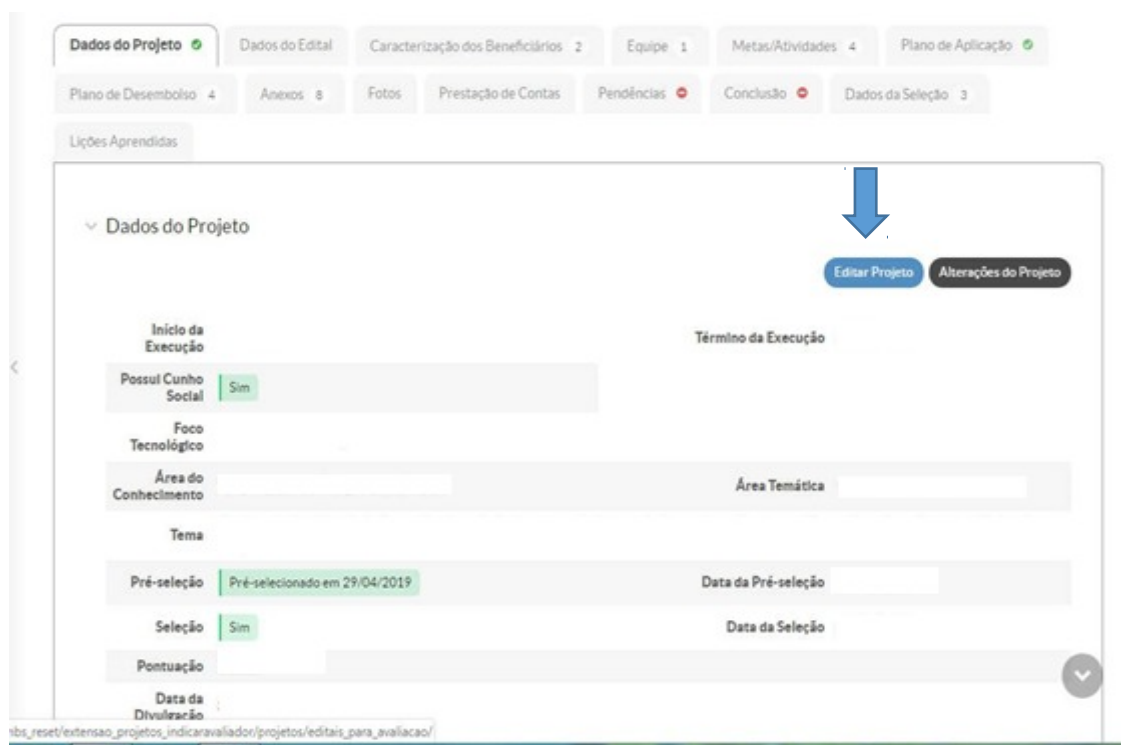 Dados do Projeto Dados do Edital Caracterização dos Beneficiários 2 Equipe 1 Metas/Atividades 4 Plano de Aplicação
Plano de Desembolso 4 Anexos 8 Fotos Prestação de Contas Pendências Conclusão Dados da Seleção 3
Lições Aprendidas
Dados do Projeto
Editar Projeto Alterações do Projeto
Início da
Execução
Término da Execução
Possui Cunho
Social
Sim
Foco
Tecnológico
Área do
Conhecimento
Área Temática
Tema
Pré-seleção Pré-selecionado em 29/04/2019 Data da Pré-seleção
Seleção Sim Data da Seleção
Pontuação
Data da
Divulgação
nbs_reset/extensao_projetos_indicaravaliador/projetos/editais_para_avaliacao/